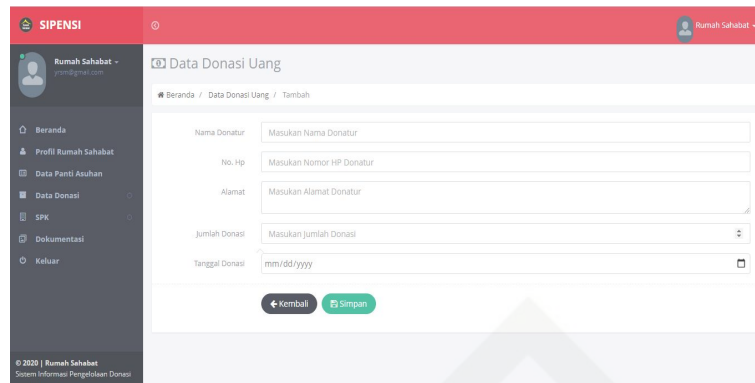 SIPENSI
Rumah Sahabat
Rumah Sahabat
yrsm@gmail.com
Beranda
Profil Rumah Sahabat
Data Panti Asuhan
Data Donasi
SPK
Dokumentasi
Keluar
© 2020 | Rumah Sahabat
Sistem Informasi Pengelolaan Donasi
Data Donasi Uang
Beranda / Data Donasi Uang / Tambah
Nama Donatur Masukan Nama Donatur
No. Hp Masukan Nomor HP Donatur
Alamat Masukan Alamat Donatur
Jumlah Donasi Masukan Jumlah Donasi
Tanggal Donasi mm/dd/yyyy
Kembali Simpan